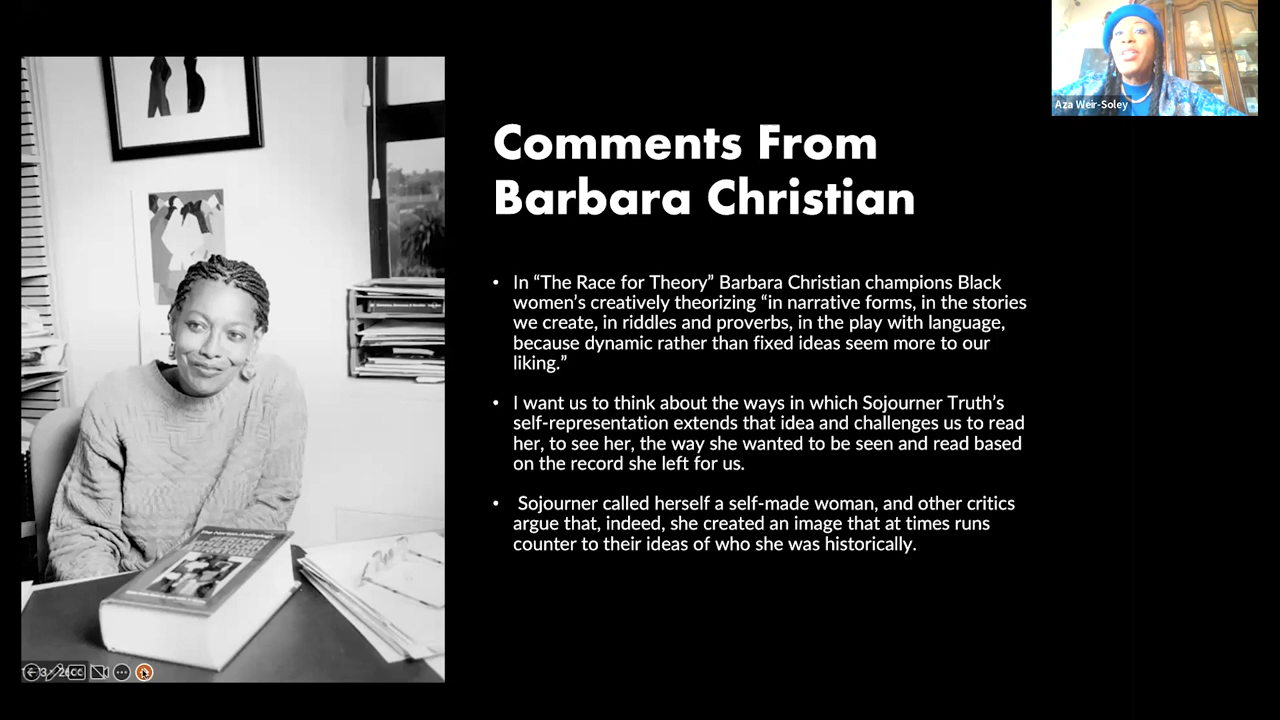 Aza Weir-Soley
Comments From
Barbara Christian
• In “The Race for Theory” Barbara Christian champions Black
women’s creatively theorizing “in narrative forms, in the stories
we create, in riddles and proverbs, in the play with language,
because dynamic rather than fixed ideas seem more to our
liking.”
• I want us to think about the ways in which Sojourner Truth’s
self-representation extends that idea and challenges us to read
her, to see her, the way she wanted to be seen and read based
on the record she left for us.
• Sojourner called herself a self-made woman, and other critics
argue that, indeed, she created an image that at times runs
counter to their ideas of who she was historically.
The Norton Anthology